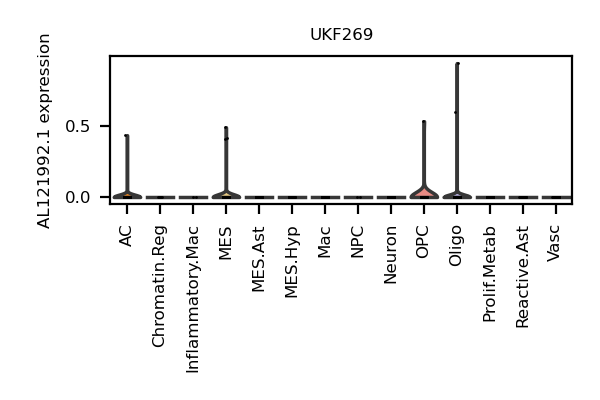 UKF269
AL121992.1 expression
0.5
0.0
AC
Chromatin.Reg
Inflammatory.Mac
MES
MES.Ast
MES.Hyp
Mac
NPC
Neuron
OPC
Oligo
Prolif.Metab
Reactive.Ast
Vasc